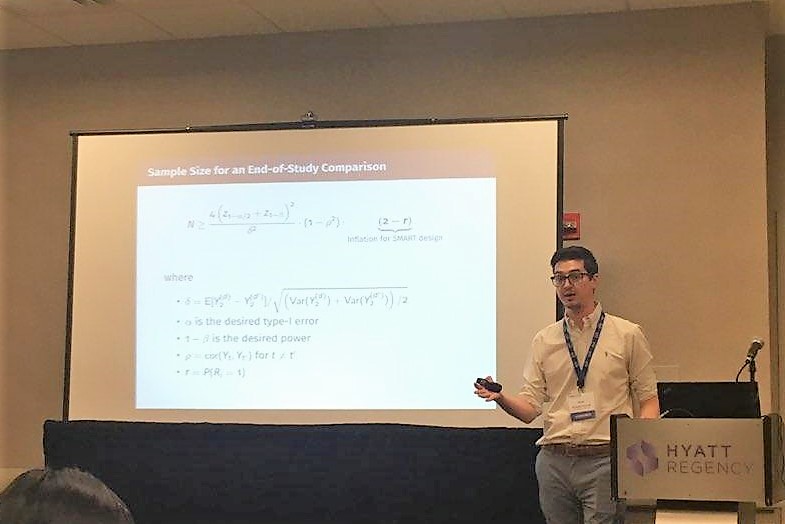 Sample Size for an End-of-Study Comparison
N ≥ 4(z₁₋α/₂ + z₁₋β)² / δ² · (1 − ρ²) · (2 − r)
Inflation for SMART design
where
• δ = E[Y₂⁽ᵈ⁾ − Y₂⁽ᵈ′⁾]/√((Var(Y₂⁽ᵈ⁾) + Var(Y₂⁽ᵈ′⁾))/2)
• α is the desired type-I error
• 1 − β is the desired power
• ρ = cor(Yₜ, Yₜ′) for t ≠ t′
• r = P(Rᵢ = 1)
HYATT
REGENCY